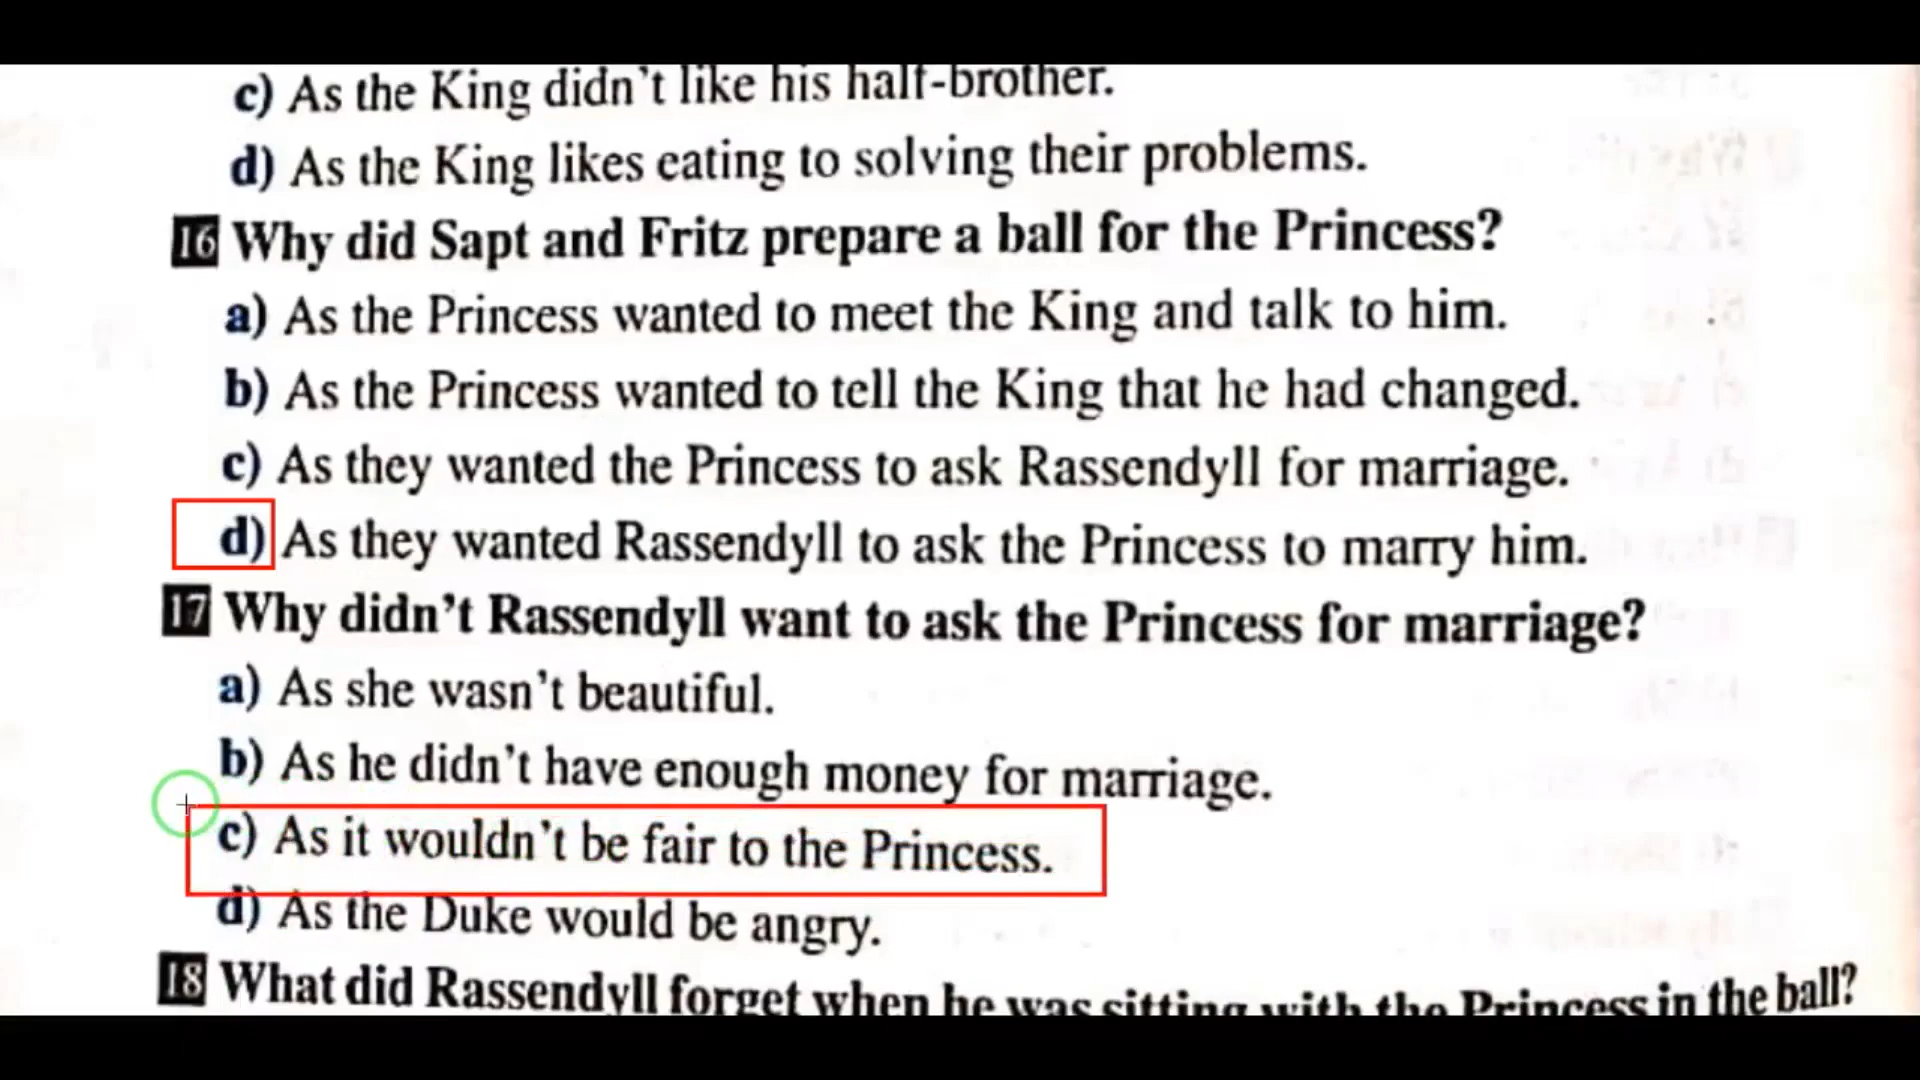 c) As the King didn't like his half-brother.
d) As the King likes eating to solving their problems.
16 Why did Sapt and Fritz prepare a ball for the Princess?
a) As the Princess wanted to meet the King and talk to him.
b) As the Princess wanted to tell the King that he had changed.
c) As they wanted the Princess to ask Rassendyll for marriage.
d) As they wanted Rassendyll to ask the Princess to marry him.
17 Why didn't Rassendyll want to ask the Princess for marriage?
a) As she wasn't beautiful.
b) As he didn't have enough money for marriage.
c) As it wouldn't be fair to the Princess.
d) As the Duke would be angry.
18 What did Rassendyll forget when he was sitting with the Princess in the ball?